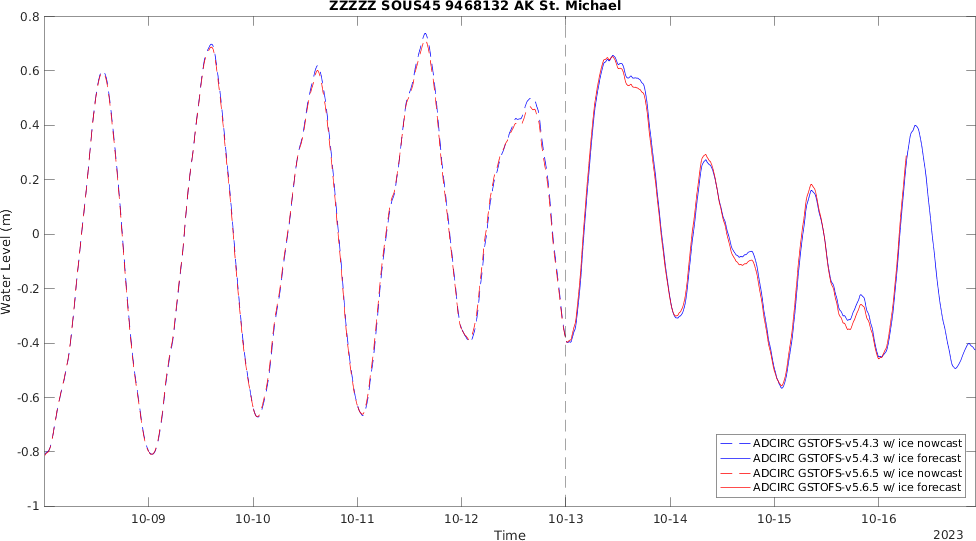 ZZZZZ SOUS45 9468132 AK St. Michael
0.8
0.6
0.4
0.2
0
-0.2
-0.4
-0.6
-0.8
-1
Water Level (m)
10-09
10-10
10-11
10-12
10-13
10-14
10-15
10-16
Time
2023
ADCIRC GSTOFS-v5.4.3 w/ ice nowcast
ADCIRC GSTOFS-v5.4.3 w/ ice forecast
ADCIRC GSTOFS-v5.6.5 w/ ice nowcast
ADCIRC GSTOFS-v5.6.5 w/ ice forecast